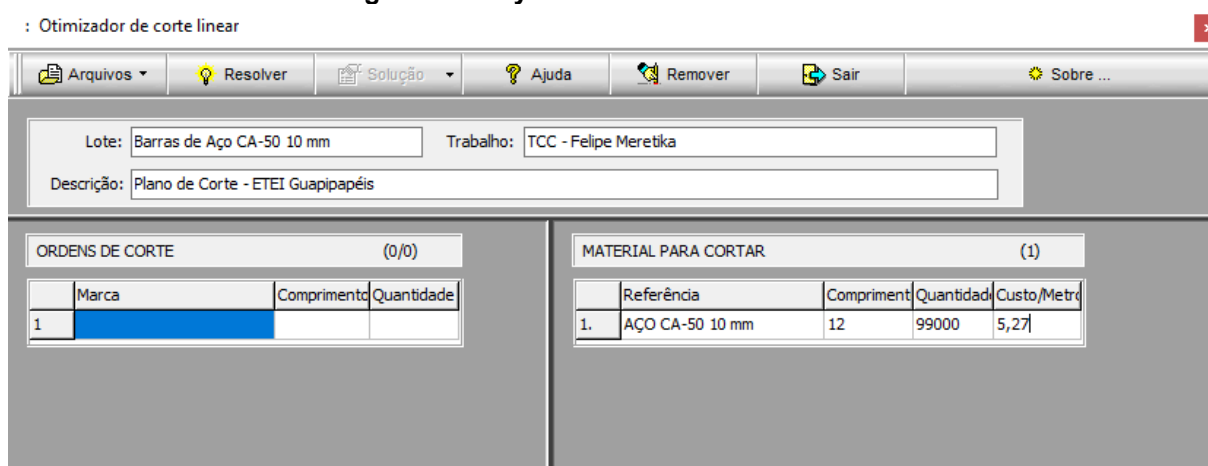 : Otimizador de corte linear
Arquivos Resolver Solução Ajuda Remover Sair Sobre ...
Lote: Barras de Aço CA-50 10 mm Trabalho: TCC - Felipe Meretika
Descrição: Plano de Corte - ETEI Guapipapéis
ORDENS DE CORTE (0/0) MATERIAL PARA CORTAR (1)
Marca Comprimento Quantidade Referência Compriment Quantidad Custo/Metro
1 1. AÇO CA-50 10 mm 12 99000 5,27